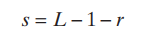 s = L − 1 − r